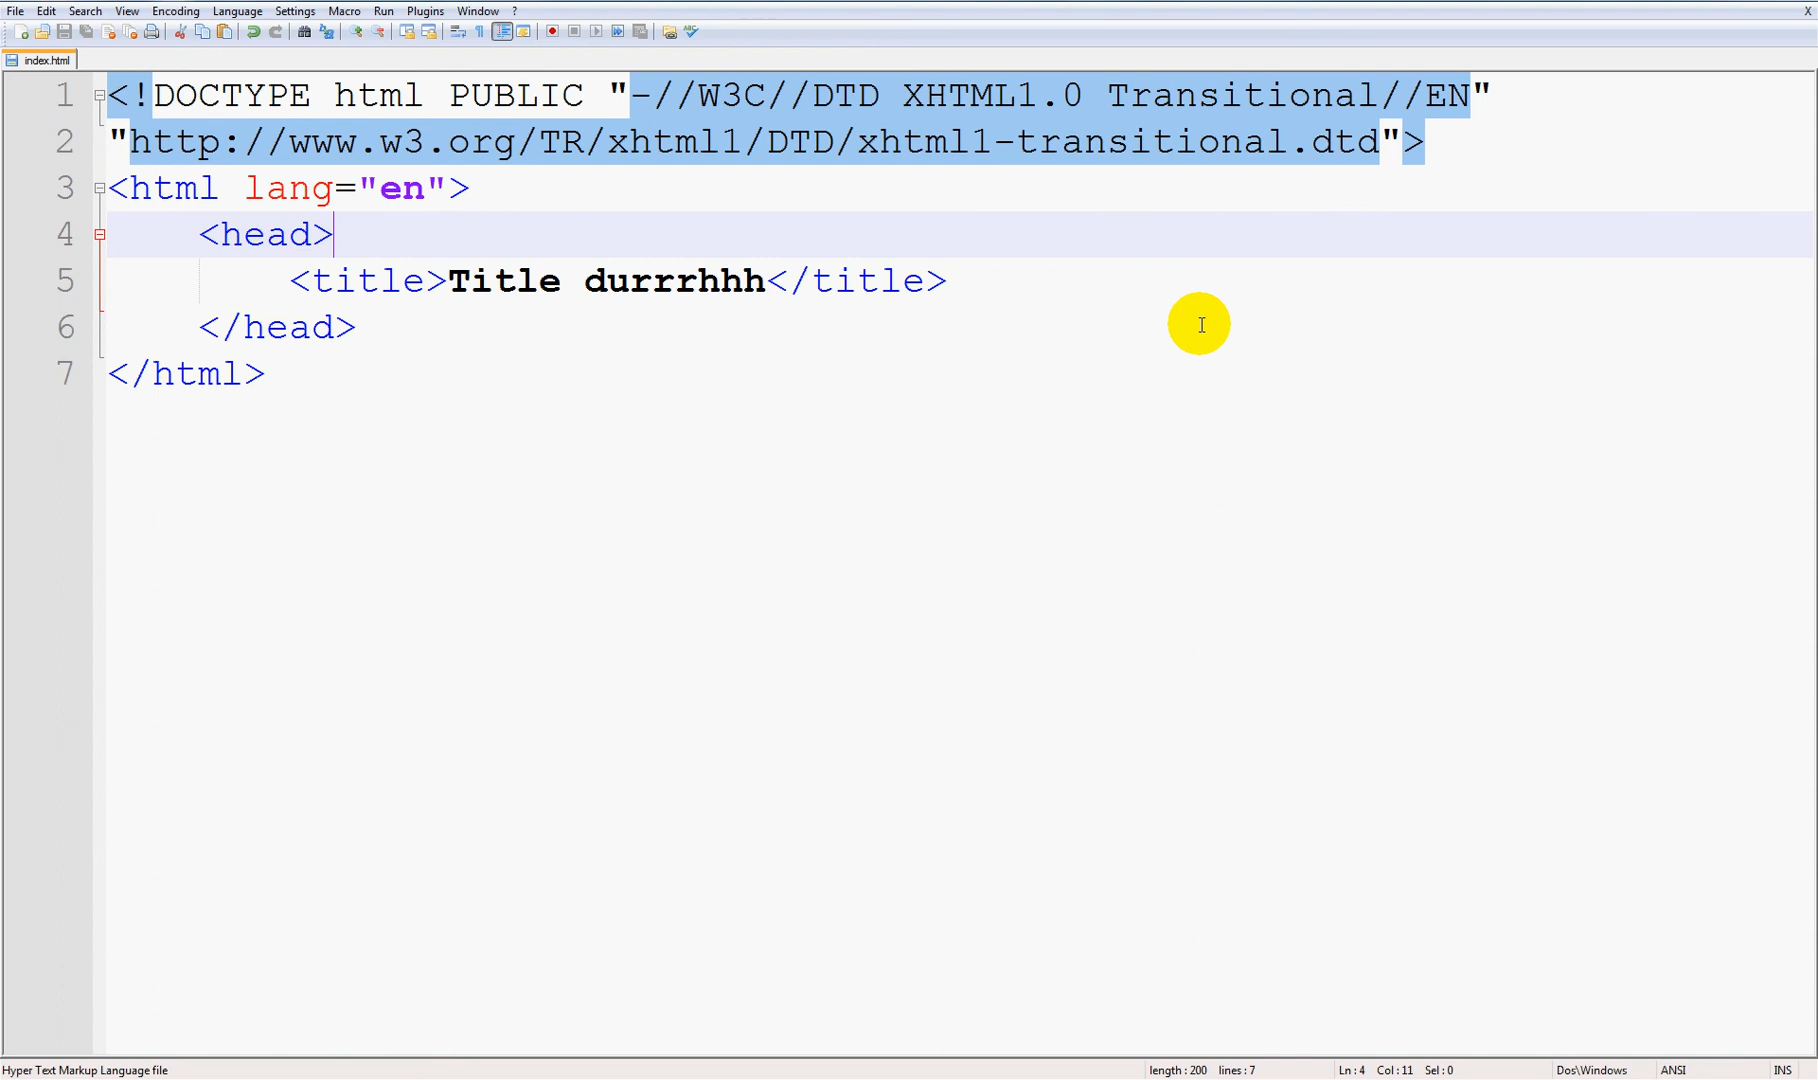 File Edit Search View Encoding Language Settings Macro Run Plugins Window ? X
index.html
1 <!DOCTYPE html PUBLIC "-//W3C//DTD XHTML1.0 Transitional//EN"
2 "http://www.w3.org/TR/xhtml1/DTD/xhtml1-transitional.dtd">
3 <html lang="en">
4 <head>
5 <title>Title durrrhhh</title>
6 </head>
7 </html>
Hyper Text Markup Language file length : 200 lines : 7 Ln : 4 Col : 11 Sel : 0 Dos\Windows ANSI INS